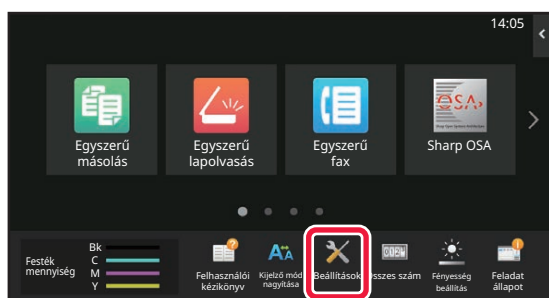 14:05
Egyszerű
másolás
Egyszerű
lapolvasás
Egyszerű
fax
OSA
Sharp OSA
Festék
mennyiség
Bk
C
M
Y
Felhasználói
kézikönyv
Kijelző mód
nagyítása
Beállítások
Összes szám
Fényesség
beállítás
Feladat
állapot